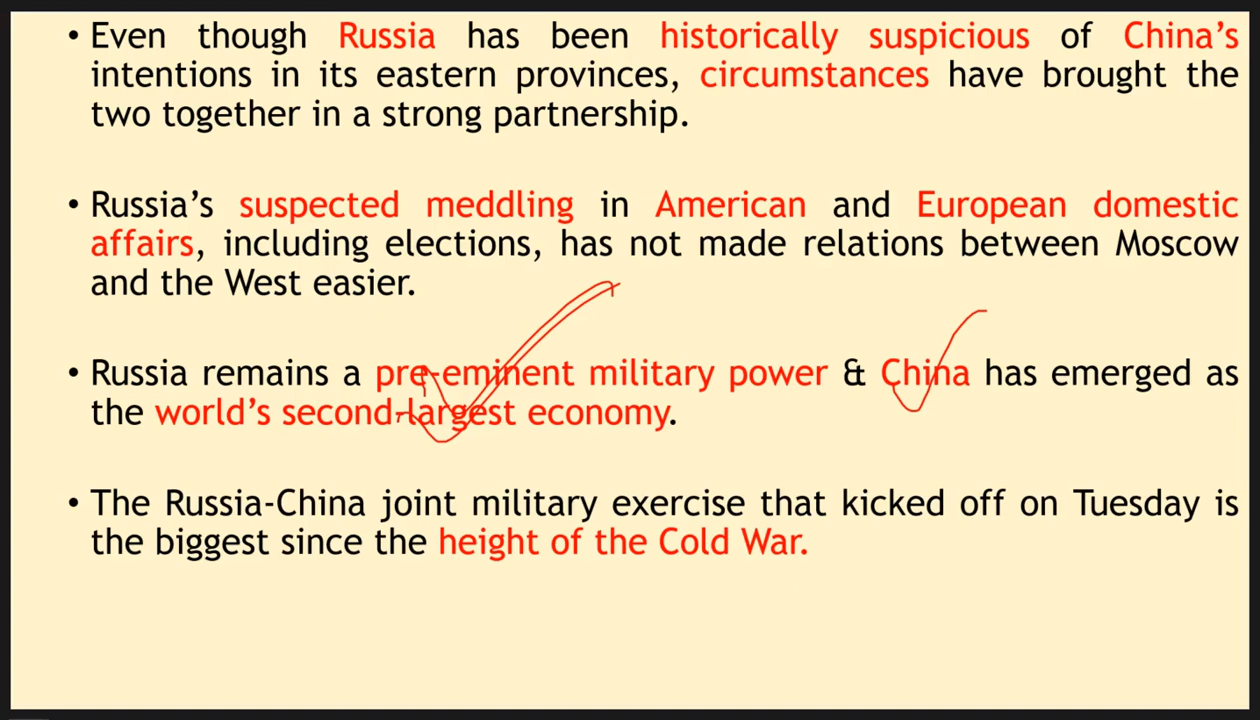 • Even though Russia has been historically suspicious of China’s
intentions in its eastern provinces, circumstances have brought the
two together in a strong partnership.
• Russia’s suspected meddling in American and European domestic
affairs, including elections, has not made relations between Moscow
and the West easier.
• Russia remains a pre-eminent military power & China has emerged as
the world’s second-largest economy.
• The Russia-China joint military exercise that kicked off on Tuesday is
the biggest since the height of the Cold War.